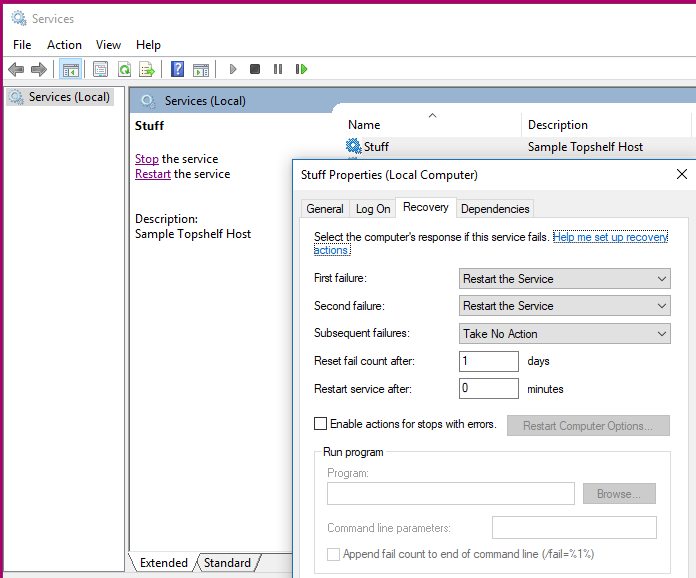 Services
File Action View Help
Services (Local)
Services (Local)
Stuff
Stop the service
Restart the service
Description:
Sample Topshelf Host
Name Description
Stuff Sample Topshelf Host
Stuff Properties (Local Computer)
General Log On Recovery Dependencies
Select the computer's response if this service fails. Help me set up recovery
actions.
First failure: Restart the Service
Second failure: Restart the Service
Subsequent failures: Take No Action
Reset fail count after: 1 days
Restart service after: 0 minutes
Enable actions for stops with errors. Restart Computer Options...
Run program
Program:
Browse...
Command line parameters:
Append fail count to end of command line (/fail=%1%)
Extended Standard